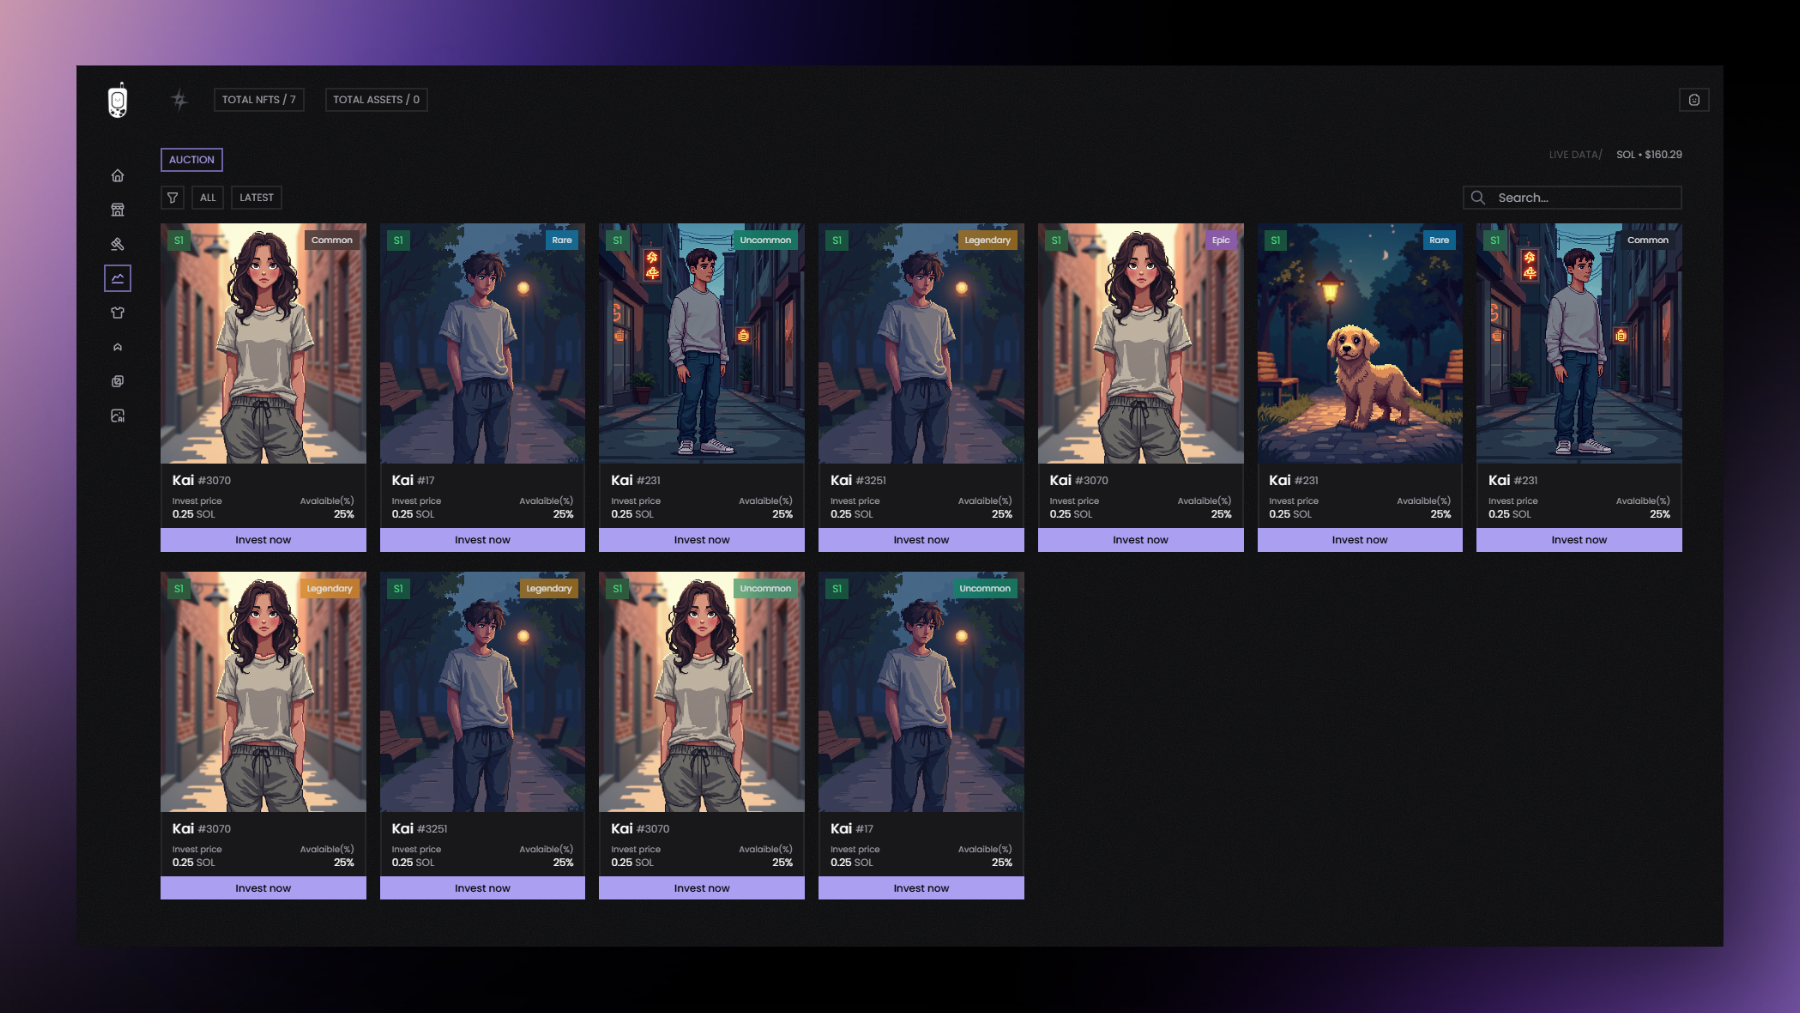 TOTAL NFTS / 7 TOTAL ASSETS / 0
AUCTION
LIVE DATA/ SOL • $160.29
ALL LATEST
Search...
S1 Common S1 Rare S1 Uncommon S1 Legendary S1 Epic S1 Rare S1 Common
Kai #3070 Kai #17 Kai #231 Kai #3251 Kai #3070 Kai #231 Kai #231
Invest price Avalaible(%) Invest price Avalaible(%) Invest price Avalaible(%) Invest price Avalaible(%) Invest price Avalaible(%) Invest price Avalaible(%) Invest price Avalaible(%)
0.25 SOL 25% 0.25 SOL 25% 0.25 SOL 25% 0.25 SOL 25% 0.25 SOL 25% 0.25 SOL 25% 0.25 SOL 25%
Invest now Invest now Invest now Invest now Invest now Invest now Invest now
S1 Legendary S1 Legendary S1 Uncommon S1 Uncommon
Kai #3070 Kai #3251 Kai #3070 Kai #17
Invest price Avalaible(%) Invest price Avalaible(%) Invest price Avalaible(%) Invest price Avalaible(%)
0.25 SOL 25% 0.25 SOL 25% 0.25 SOL 25% 0.25 SOL 25%
Invest now Invest now Invest now Invest now